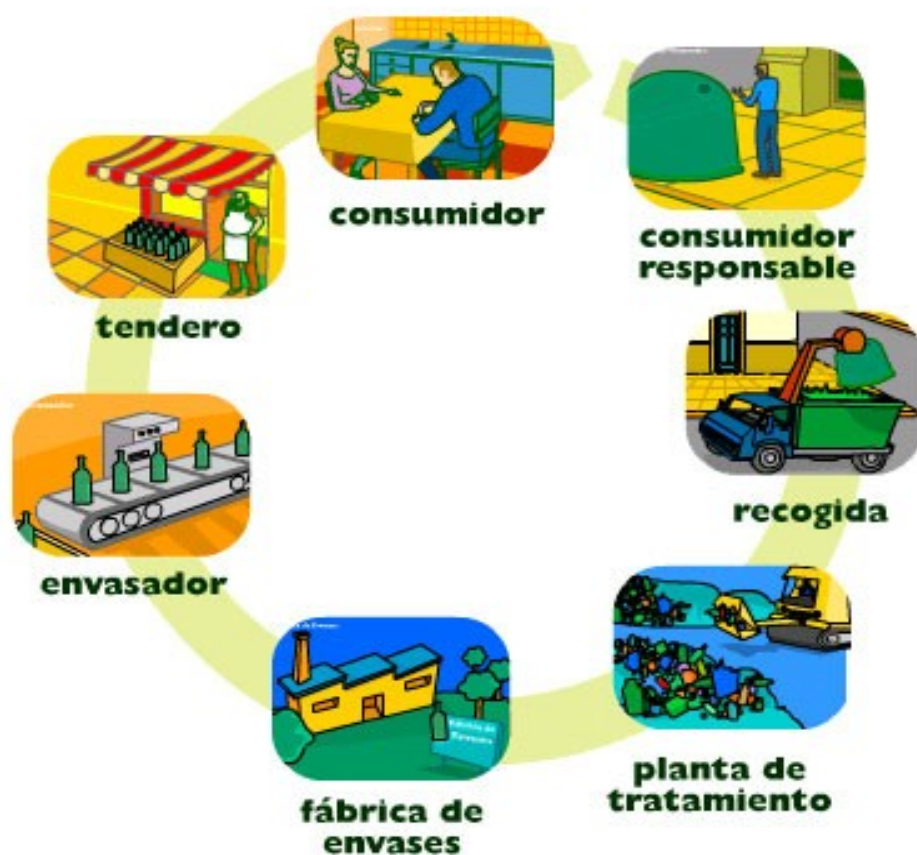 consumidor
consumidor
responsable
recogida
planta de
tratamiento
fábrica de
envases
envasador
tendero